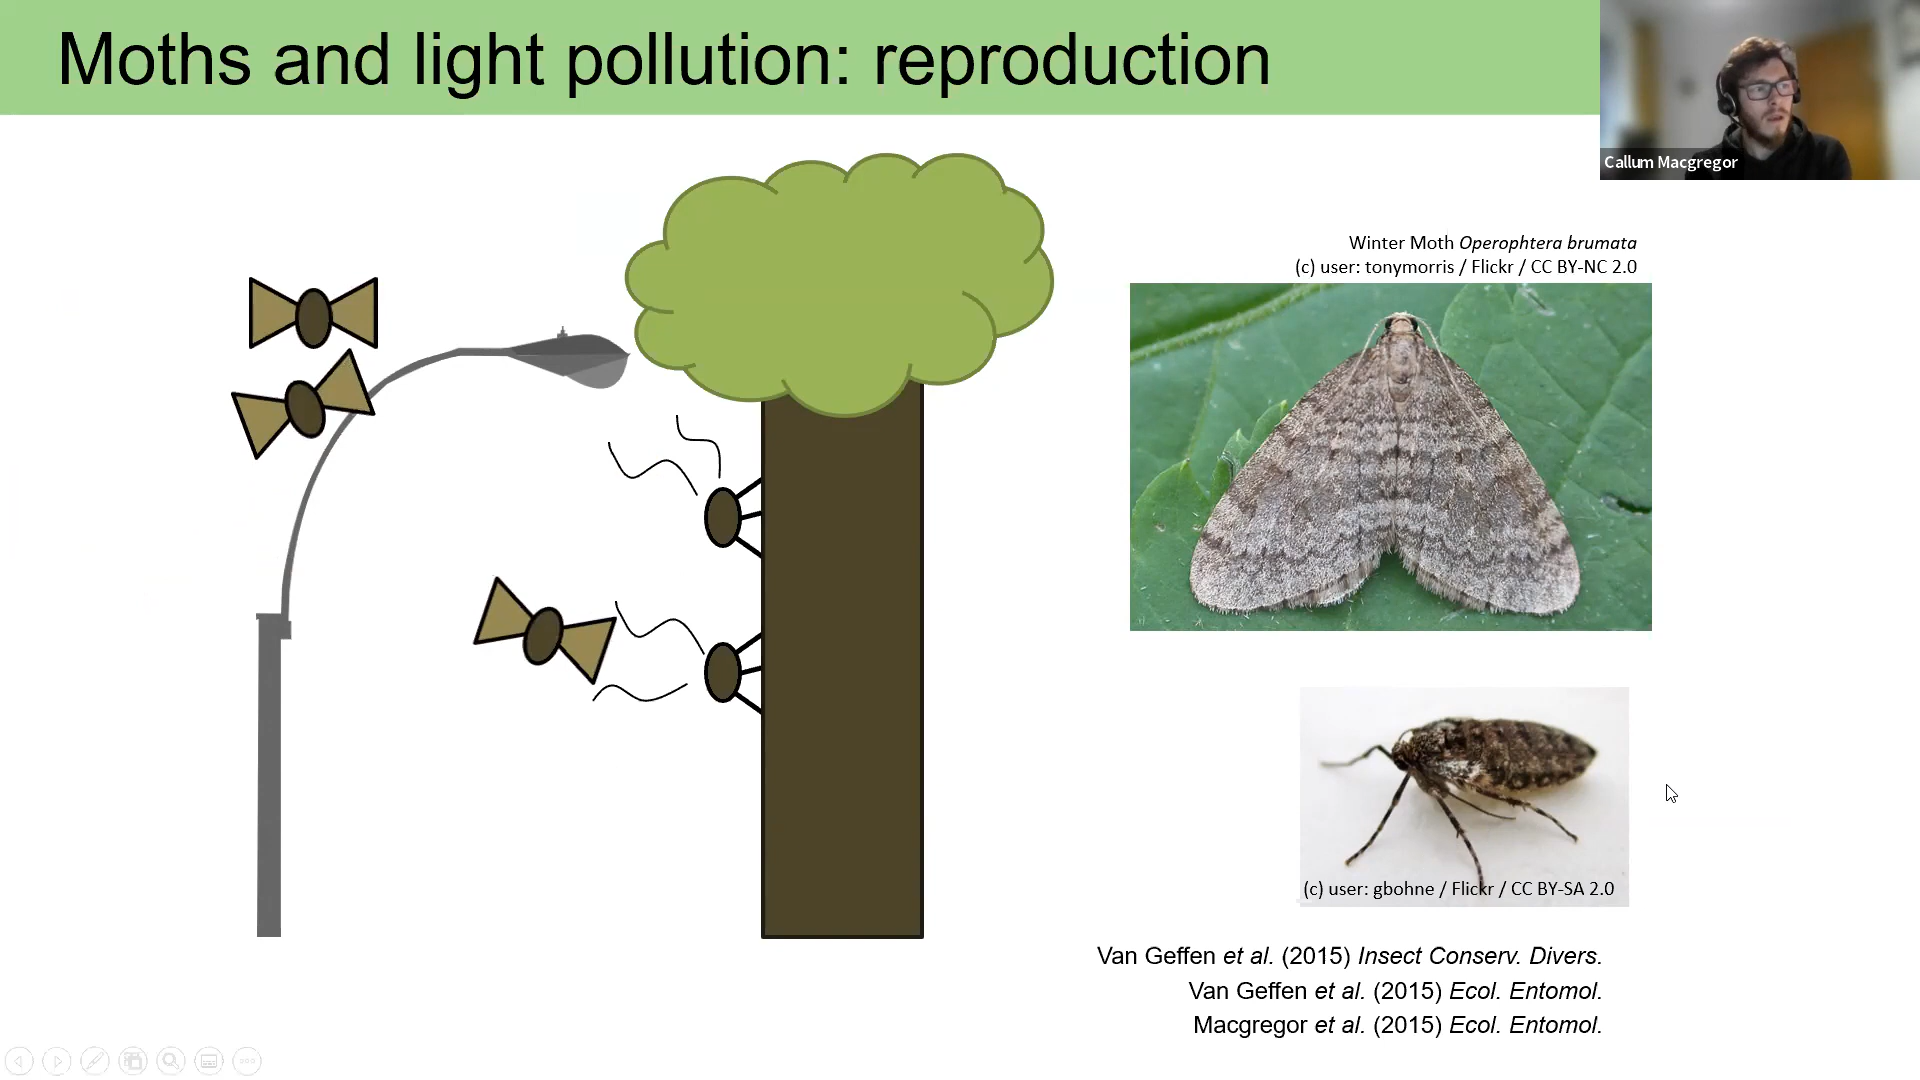 Moths and light pollution: reproduction
Callum Macgregor
Winter Moth Operophtera brumata
(c) user: tonymorris / Flickr / CC BY-NC 2.0
(c) user: gbohne / Flickr / CC BY-SA 2.0
Van Geffen et al. (2015) Insect Conserv. Divers.
Van Geffen et al. (2015) Ecol. Entomol.
Macgregor et al. (2015) Ecol. Entomol.